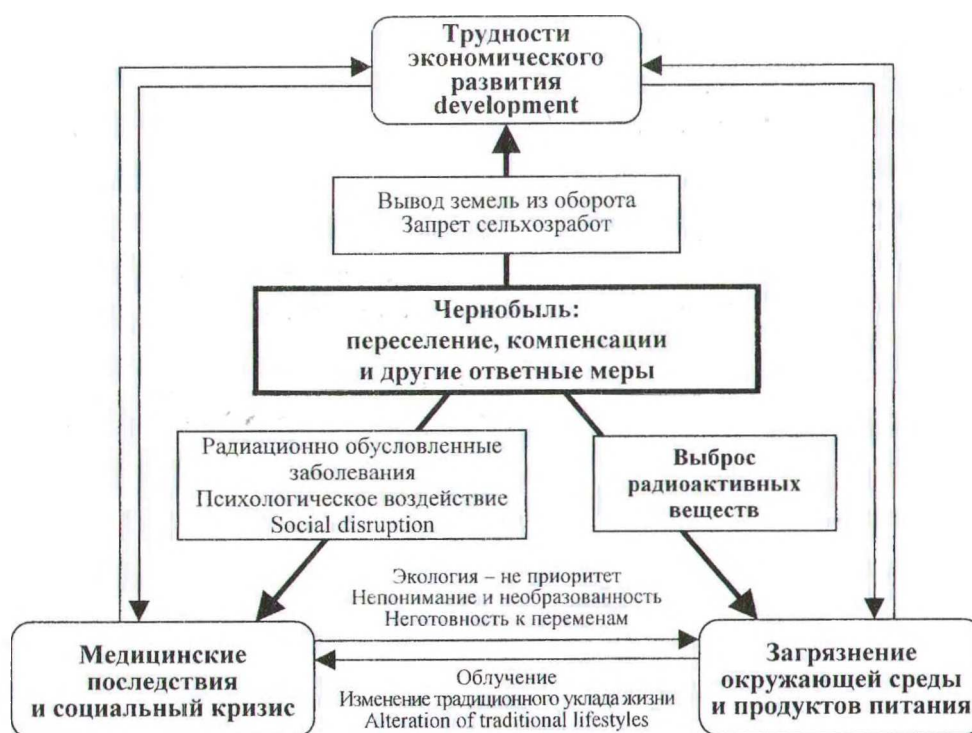 Трудности
экономического
развития
development
Вывод земель из оборота
Запрет сельхозработ
Чернобыль:
переселение, компенсации
и другие ответные меры
Радиационно обусловленные
заболевания
Психологическое воздействие
Social disruption
Выброс
радиоактивных
веществ
Экология – не приоритет
Непонимание и необразованность
Неготовность к переменам
Медицинские
последствия
и социальный кризис
Загрязнение
окружающей среды
и продуктов питания
Облучение
Изменение традиционного уклада жизни
Alteration of traditional lifestyles